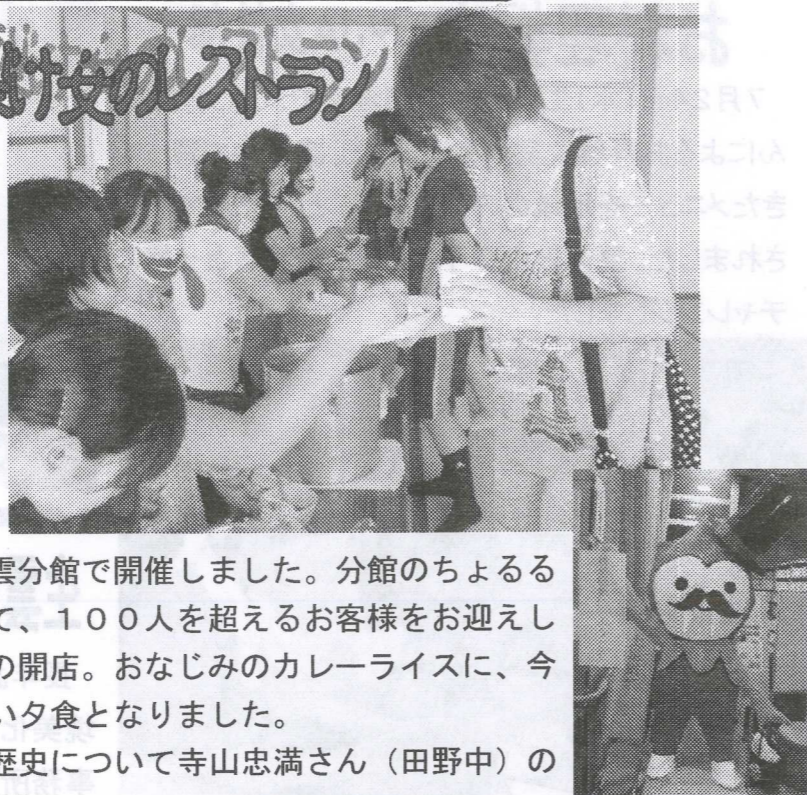 け女のレストラン
雲分館で開催しました。分館のちょるる
て、１００人を超えるお客様をお迎えし
の開店。おなじみのカレーライスに、今
い夕食となりました。
歴史について寺山忠満さん（田野中）の